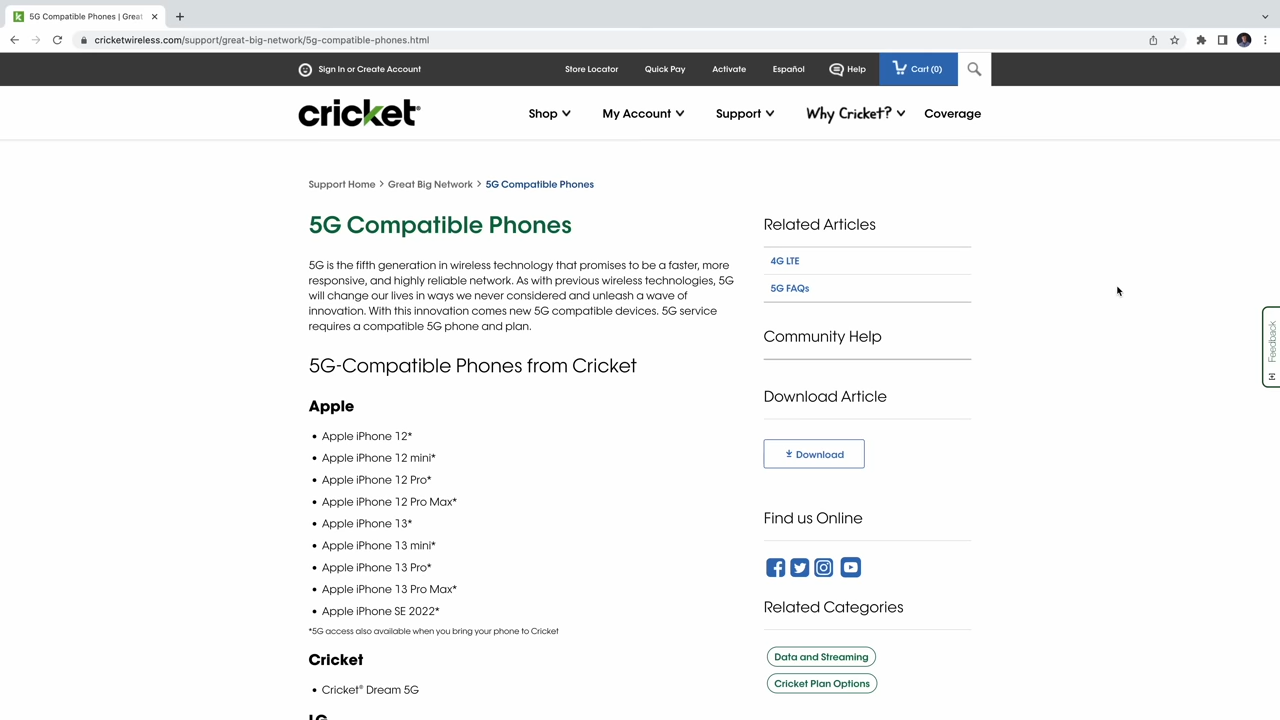 5G Compatible Phones | Great
cricketwireless.com/support/great-big-network/5g-compatible-phones.html
Sign In or Create Account
Store Locator
Quick Pay
Activate
Español
Help
Cart (0)
cricket
Shop
My Account
Support
Why Cricket?
Coverage
Support Home > Great Big Network > 5G Compatible Phones
5G Compatible Phones
5G is the fifth generation in wireless technology that promises to be a faster, more
responsive, and highly reliable network. As with previous wireless technologies, 5G
will change our lives in ways we never considered and unleash a wave of
innovation. With this innovation comes new 5G compatible devices. 5G service
requires a compatible 5G phone and plan.
5G-Compatible Phones from Cricket
Apple
• Apple iPhone 12*
• Apple iPhone 12 mini*
• Apple iPhone 12 Pro*
• Apple iPhone 12 Pro Max*
• Apple iPhone 13*
• Apple iPhone 13 mini*
• Apple iPhone 13 Pro*
• Apple iPhone 13 Pro Max*
• Apple iPhone SE 2022*
*5G access also available when you bring your phone to Cricket
Cricket
• Cricket® Dream 5G
LG
Related Articles
4G LTE
5G FAQs
Community Help
Download Article
Download
Find us Online
Related Categories
Data and Streaming
Cricket Plan Options
Feedback